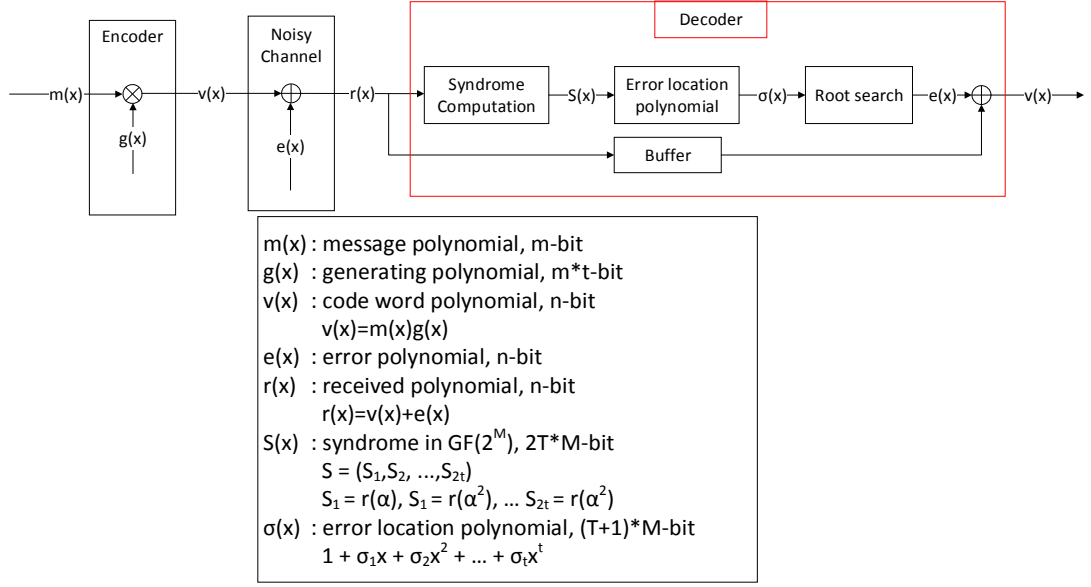 Decoder
Encoder
Noisy
Channel
m(x)
v(x)
r(x)
Syndrome
Computation
S(x)
Error location
polynomial
σ(x)
Root search
e(x)
v(x)
g(x)
e(x)
Buffer
m(x) : message polynomial, m-bit
g(x) : generating polynomial, m*t-bit
v(x) : code word polynomial, n-bit
v(x)=m(x)g(x)
e(x) : error polynomial, n-bit
r(x) : received polynomial, n-bit
r(x)=v(x)+e(x)
S(x) : syndrome in GF(2^M), 2T*M-bit
S = (S₁,S₂, ...,S₂ₜ)
S₁ = r(α), S₁ = r(α²), ... S₂ₜ = r(α²)
σ(x) : error location polynomial, (T+1)*M-bit
1 + σ₁x + σ₂x² + ... + σₜxᵗ